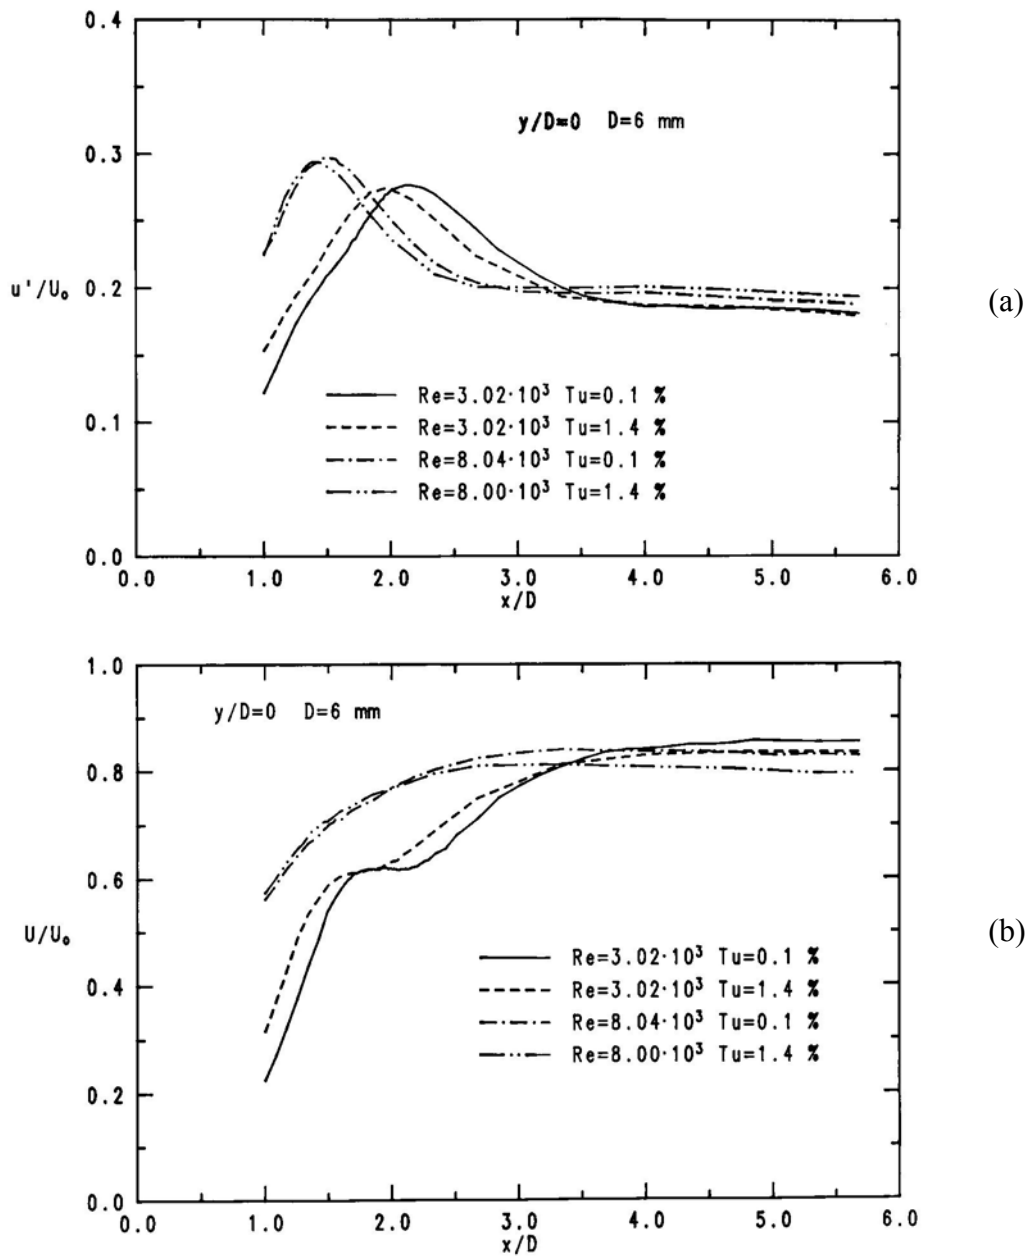 0.4
y/D=0 D=6 mm
0.3
u'/U₀
0.2
(a)
Re=3.02·10³ Tu=0.1 %
Re=3.02·10³ Tu=1.4 %
0.1
Re=8.04·10³ Tu=0.1 %
Re=8.00·10³ Tu=1.4 %
0.0
0.0 1.0 2.0 3.0 4.0 5.0 6.0
x/D
1.0
y/D=0 D=6 mm
0.8
0.6
U/U₀
(b)
Re=3.02·10³ Tu=0.1 %
0.4
Re=3.02·10³ Tu=1.4 %
Re=8.04·10³ Tu=0.1 %
Re=8.00·10³ Tu=1.4 %
0.2
0.0
0.0 1.0 2.0 3.0 4.0 5.0 6.0
x/D